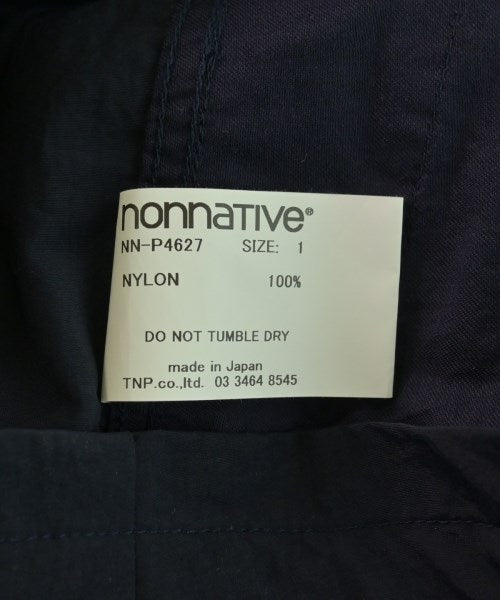 nonnative®
NN-P4627 SIZE: 1
NYLON 100%
DO NOT TUMBLE DRY
made in Japan
TNP.co.,ltd. 03 3464 8545